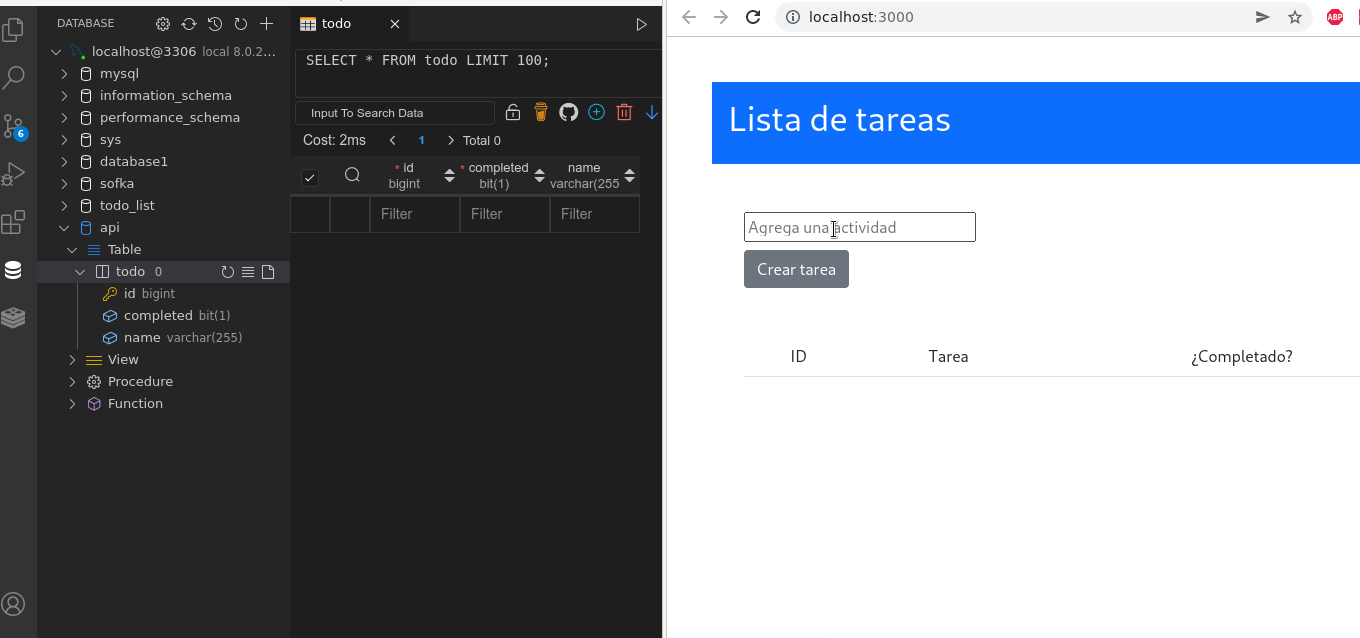 DATABASE
localhost@3306 local 8.0.2...
mysql
information_schema
performance_schema
sys
database1
sofka
todo_list
api
Table
todo 0
id bigint
completed bit(1)
name varchar(255)
View
Procedure
Function
6
todo
SELECT * FROM todo LIMIT 100;
Input To Search Data
Cost: 2ms 1 Total 0
* id
bigint
* completed
bit(1)
name
varchar(255
Filter Filter Filter
localhost:3000
ABP
Lista de tareas
Agrega una actividad
Crear tarea
ID Tarea ¿Completado?